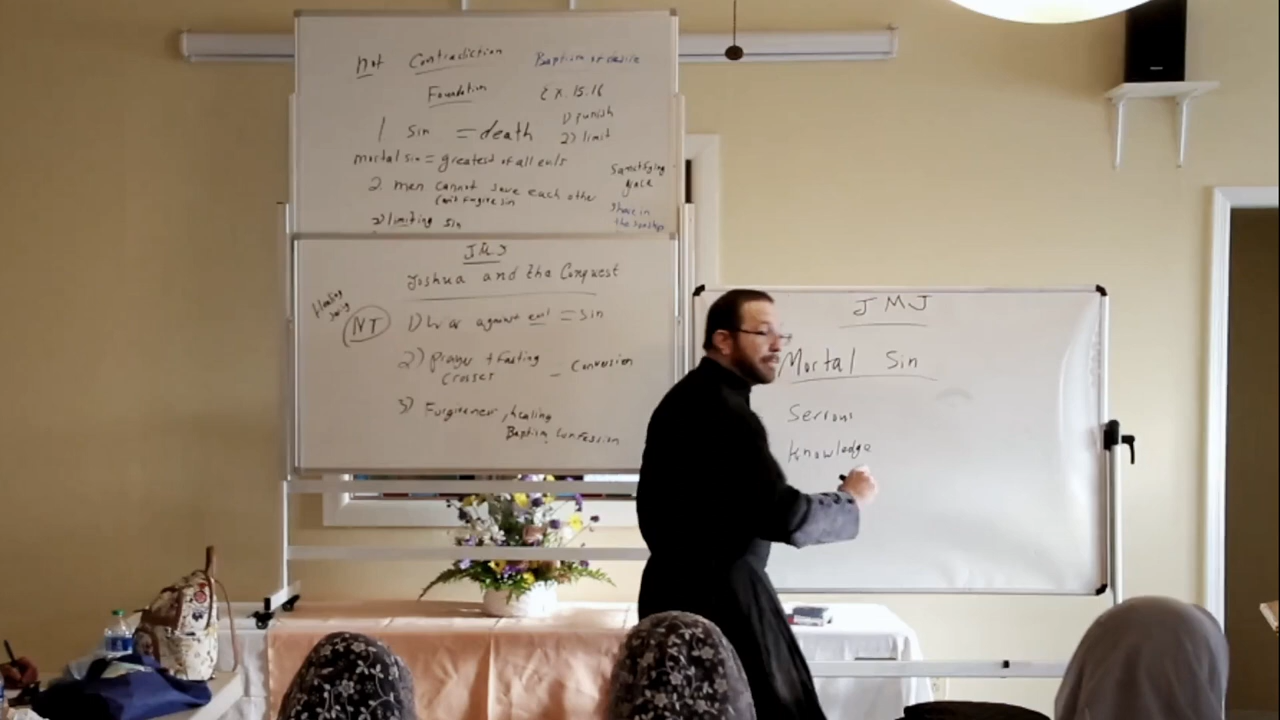 not Contradiction
Foundation
1 sin = death
mortal sin = greatest of all evils
2. men cannot save each other
can't forgive sin
limiting sin
Baptism of desire
15.16
1) punish
2) limit
Sanctifying
grace
share in
the sonship
JMJ
Joshua and the Conquest
NT
1) War against evil = sin
2) Prayer + Fasting - Conversion
Crosses
3) Forgiveness, healing
Baptism Confession
JMJ
Mortal Sin
Serious
knowledge